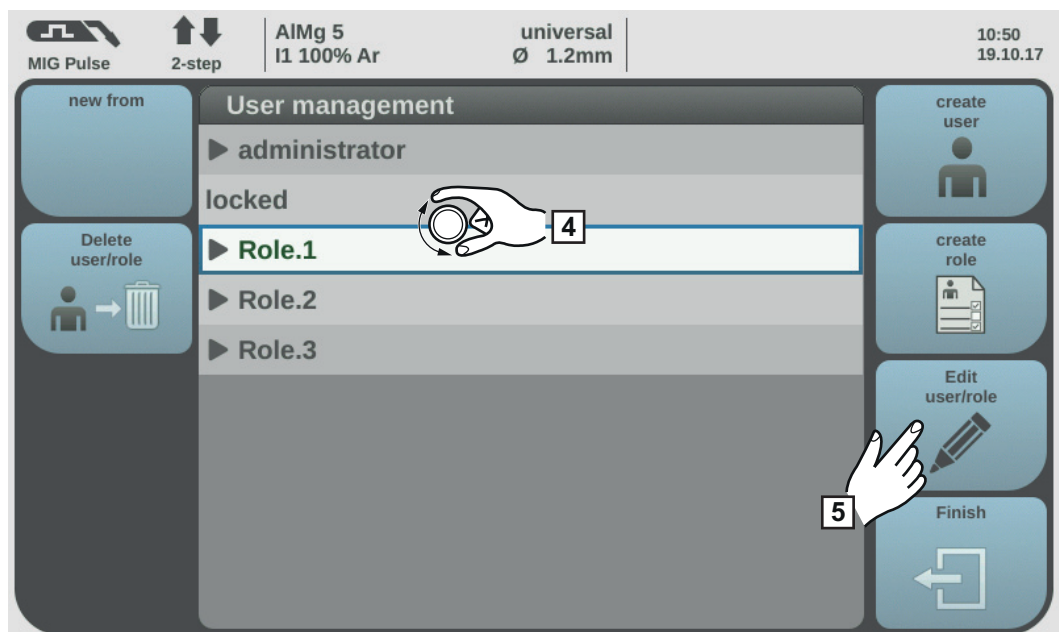 MIG Pulse
2-step
AlMg 5
I1 100% Ar
universal
Ø 1.2mm
10:50
19.10.17
new from
Delete
user/role
User management
administrator
locked
Role.1
Role.2
Role.3
4
create
user
create
role
Edit
user/role
5
Finish